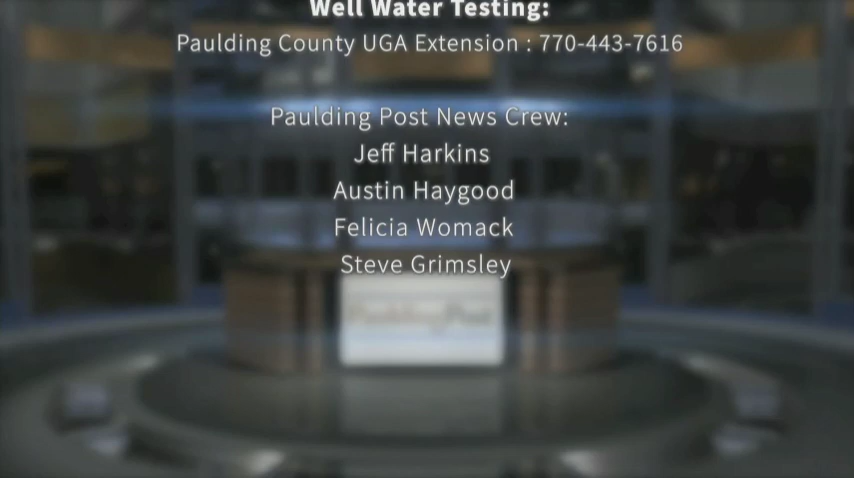 Well Water Testing:
Paulding County UGA Extension : 770-443-7616
Paulding Post News Crew:
Jeff Harkins
Austin Haygood
Felicia Womack
Steve Grimsley